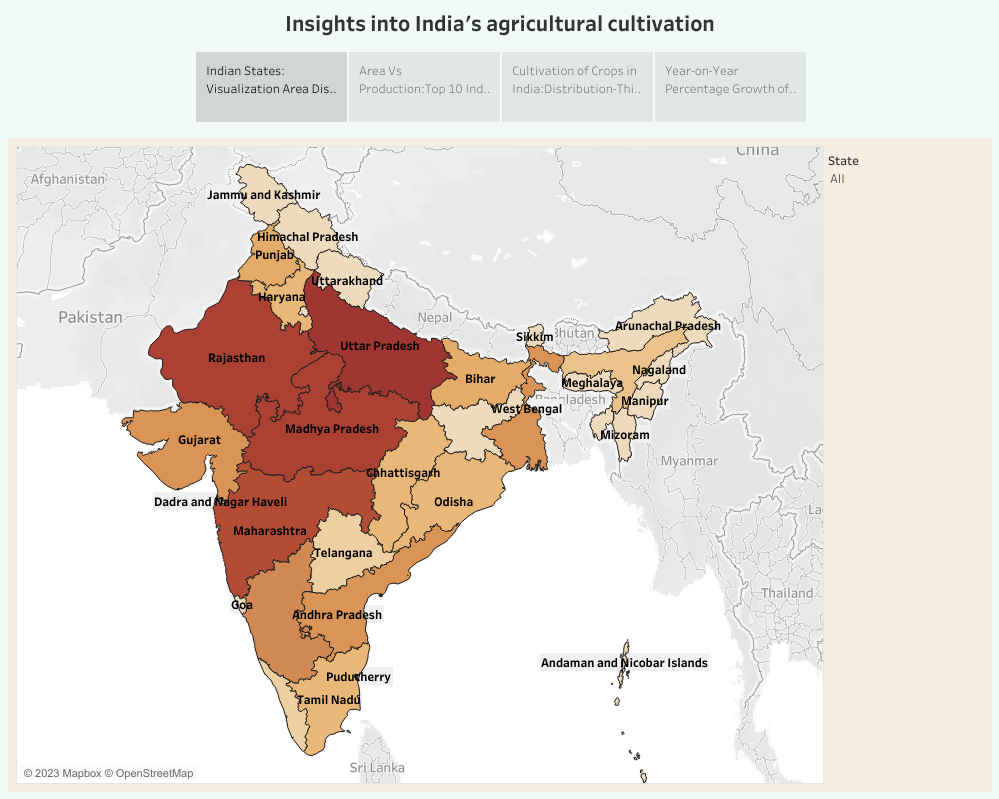 Insights into India's agricultural cultivation
Indian States:
Visualization Area Dis..
Area Vs
Production:Top 10 Ind..
Cultivation of Crops in
India:Distribution-Thi..
Year-on-Year
Percentage Growth of..
China
State
All
Afghanistan
Jammu and Kashmir
Himachal Pradesh
Punjab
Uttarakhand
Haryana
Pakistan
Nepal
Arunachal Pradesh
Sikkim
Bhutan
Uttar Pradesh
Rajasthan
Nagaland
Bihar
Meghalaya
Bangladesh
Manipur
West Bengal
Madhya Pradesh
Mizoram
Gujarat
Myanmar
Chhattisgarh
Dadra and Nagar Haveli
Odisha
La
Maharashtra
Telangana
Thailand
Goa
Andhra Pradesh
Andaman and Nicobar Islands
Puducherry
Tamil Nadu
Sri Lanka
© 2023 Mapbox © OpenStreetMap